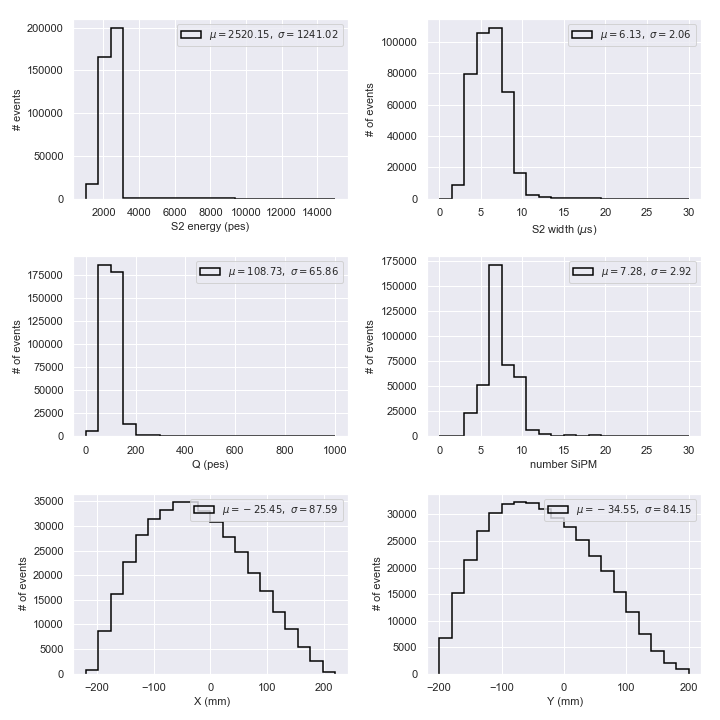 μ = 2520.15, σ = 1241.02
200000
150000
100000
50000
0
# events
2000 4000 6000 8000 10000 12000 14000
S2 energy (pes)
μ = 6.13, σ = 2.06
100000
80000
60000
40000
20000
0
# of events
0 5 10 15 20 25 30
S2 width (μs)
μ = 108.73, σ = 65.86
175000
150000
125000
100000
75000
50000
25000
0
# of events
0 200 400 600 800 1000
Q (pes)
μ = 7.28, σ = 2.92
175000
150000
125000
100000
75000
50000
25000
0
# of events
0 5 10 15 20 25 30
number SiPM
μ = −25.45, σ = 87.59
35000
30000
25000
20000
15000
10000
5000
0
# of events
−200 −100 0 100 200
X (mm)
μ = −34.55, σ = 84.15
30000
25000
20000
15000
10000
5000
0
# of events
−200 −100 0 100 200
Y (mm)